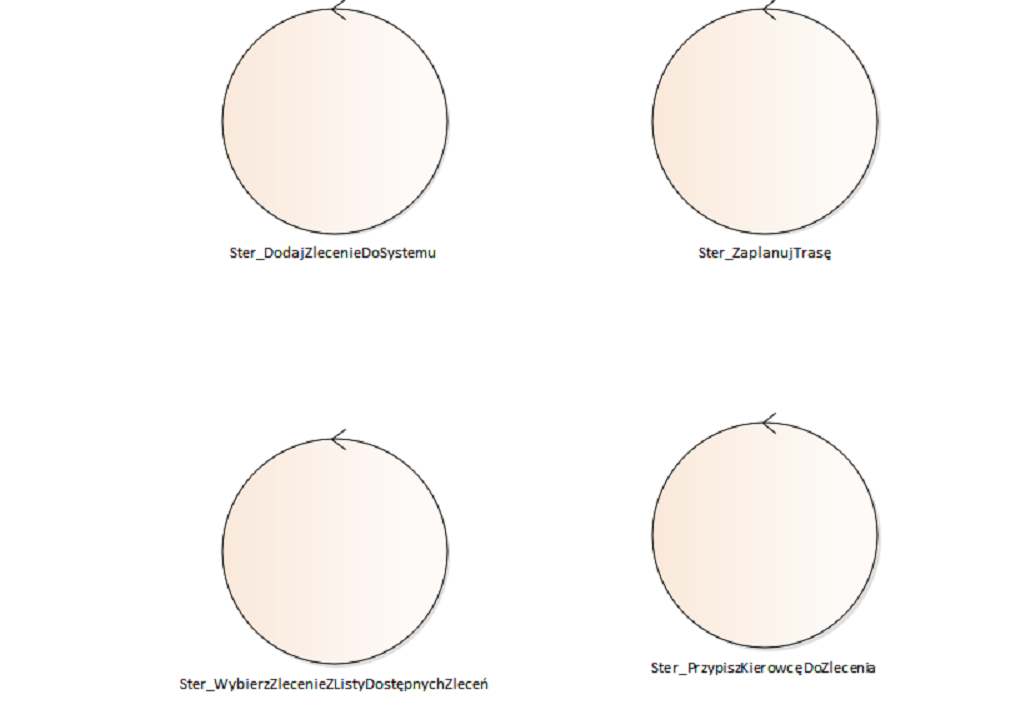 Ster_DodajZlecenieDoSystemu
Ster_ZaplanujTrasę
Ster_WybierzZlecenieZListyDostępnychZleceń
Ster_PrzypiszKierowcęDoZlecenia